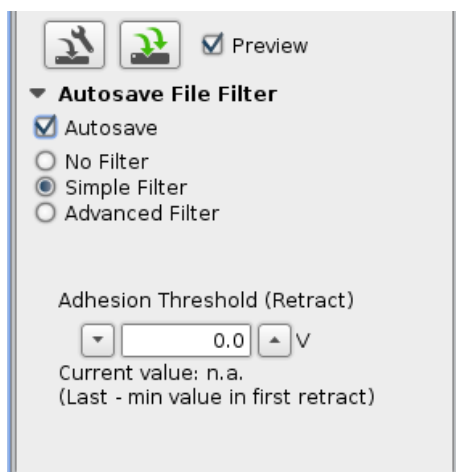 Preview
Autosave File Filter
Autosave
No Filter
Simple Filter
Advanced Filter
Adhesion Threshold (Retract)
0.0 V
Current value: n.a.
(Last - min value in first retract)